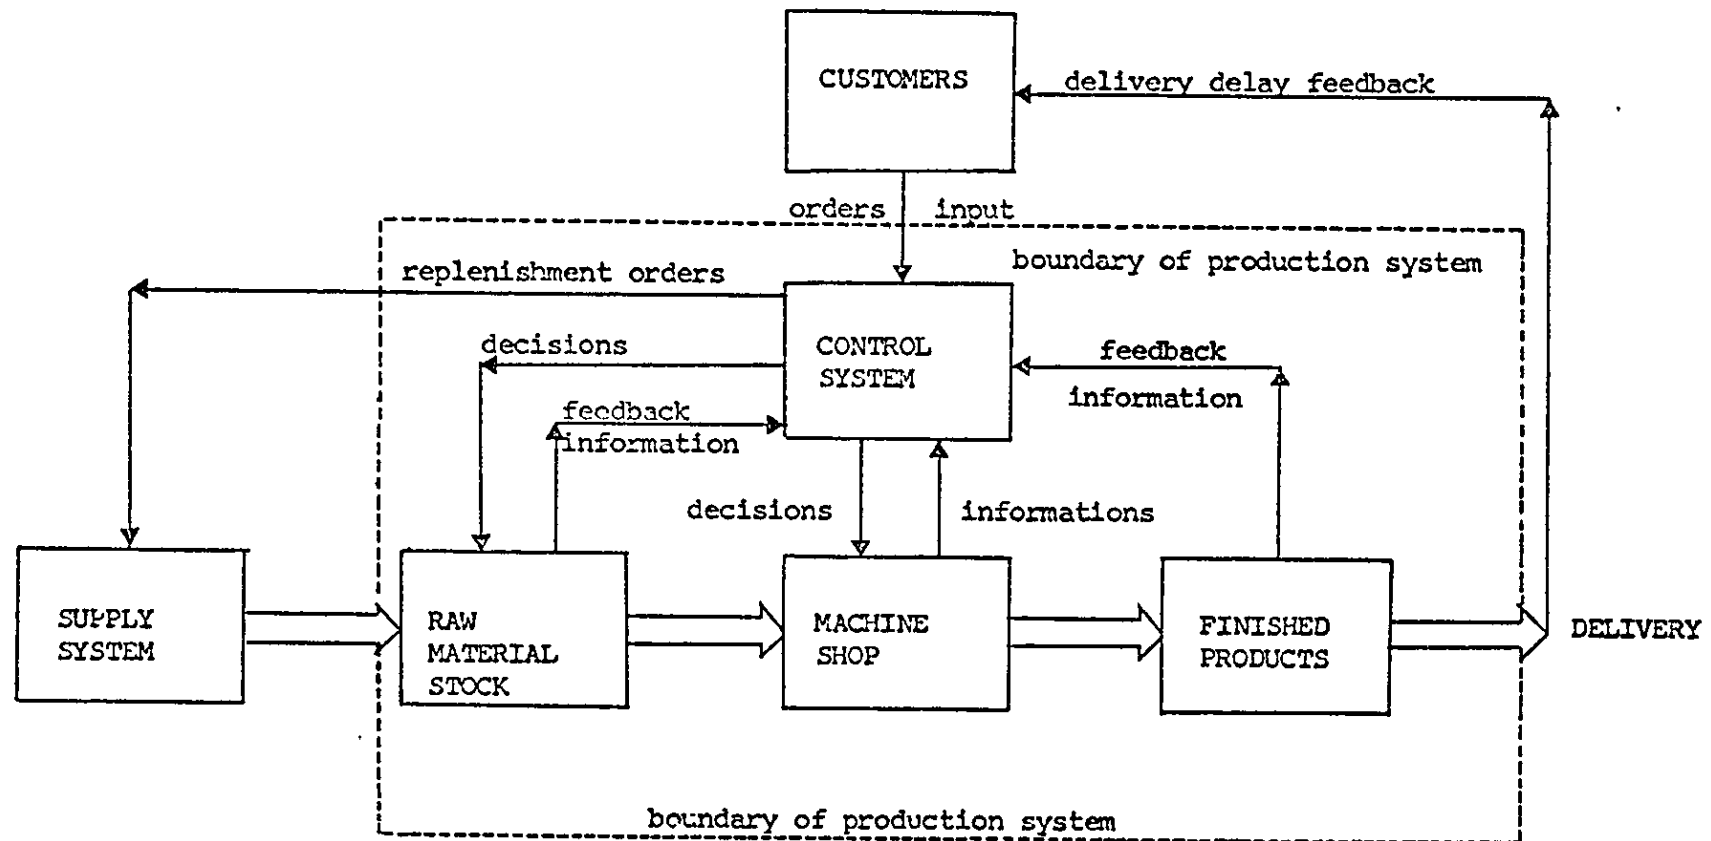 CUSTOMERS
delivery delay feedback
orders input
boundary of production system
replenishment orders
decisions
CONTROL
SYSTEM
feedback
information
feedback
information
decisions
informations
SUPPLY
SYSTEM
RAW
MATERIAL
STOCK
MACHINE
SHOP
FINISHED
PRODUCTS
DELIVERY
boundary of production system